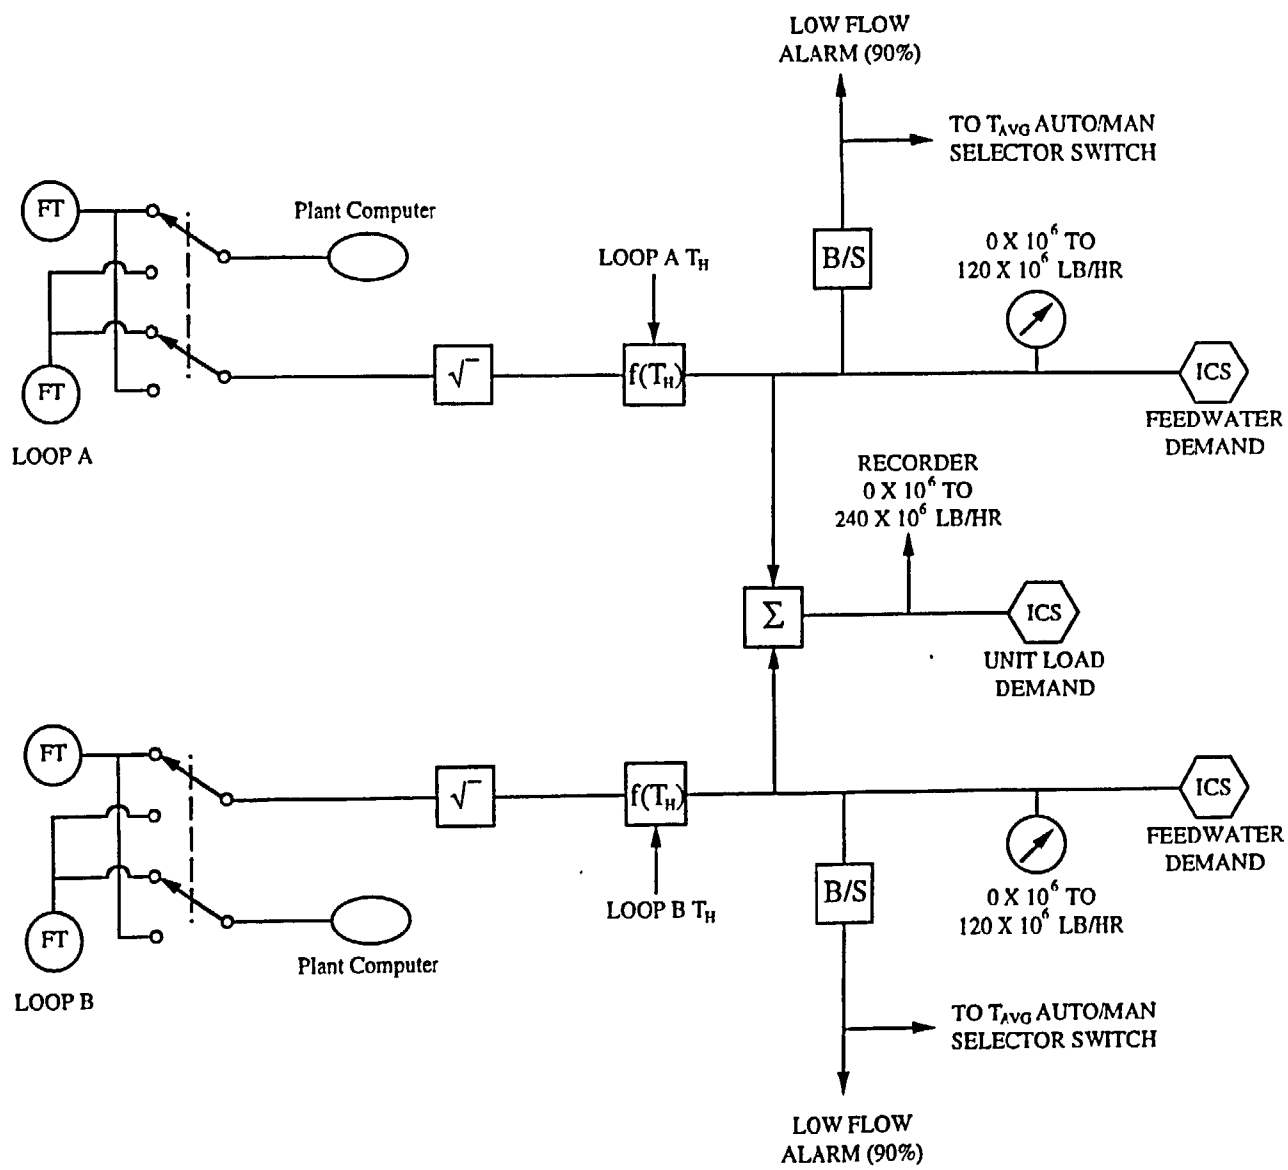 LOW FLOW
ALARM (90%)
TO TAVG AUTO/MAN
SELECTOR SWITCH
FT
Plant Computer
LOOP A TH
B/S
0 X 10⁶ TO
120 X 10⁶ LB/HR
√
f(TH)
ICS
FT
LOOP A
FEEDWATER
DEMAND
RECORDER
0 X 10⁶ TO
240 X 10⁶ LB/HR
Σ
ICS
UNIT LOAD
DEMAND
FT
√
f(TH)
ICS
FEEDWATER
DEMAND
B/S
0 X 10⁶ TO
120 X 10⁶ LB/HR
LOOP B TH
FT
Plant Computer
LOOP B
TO TAVG AUTO/MAN
SELECTOR SWITCH
LOW FLOW
ALARM (90%)